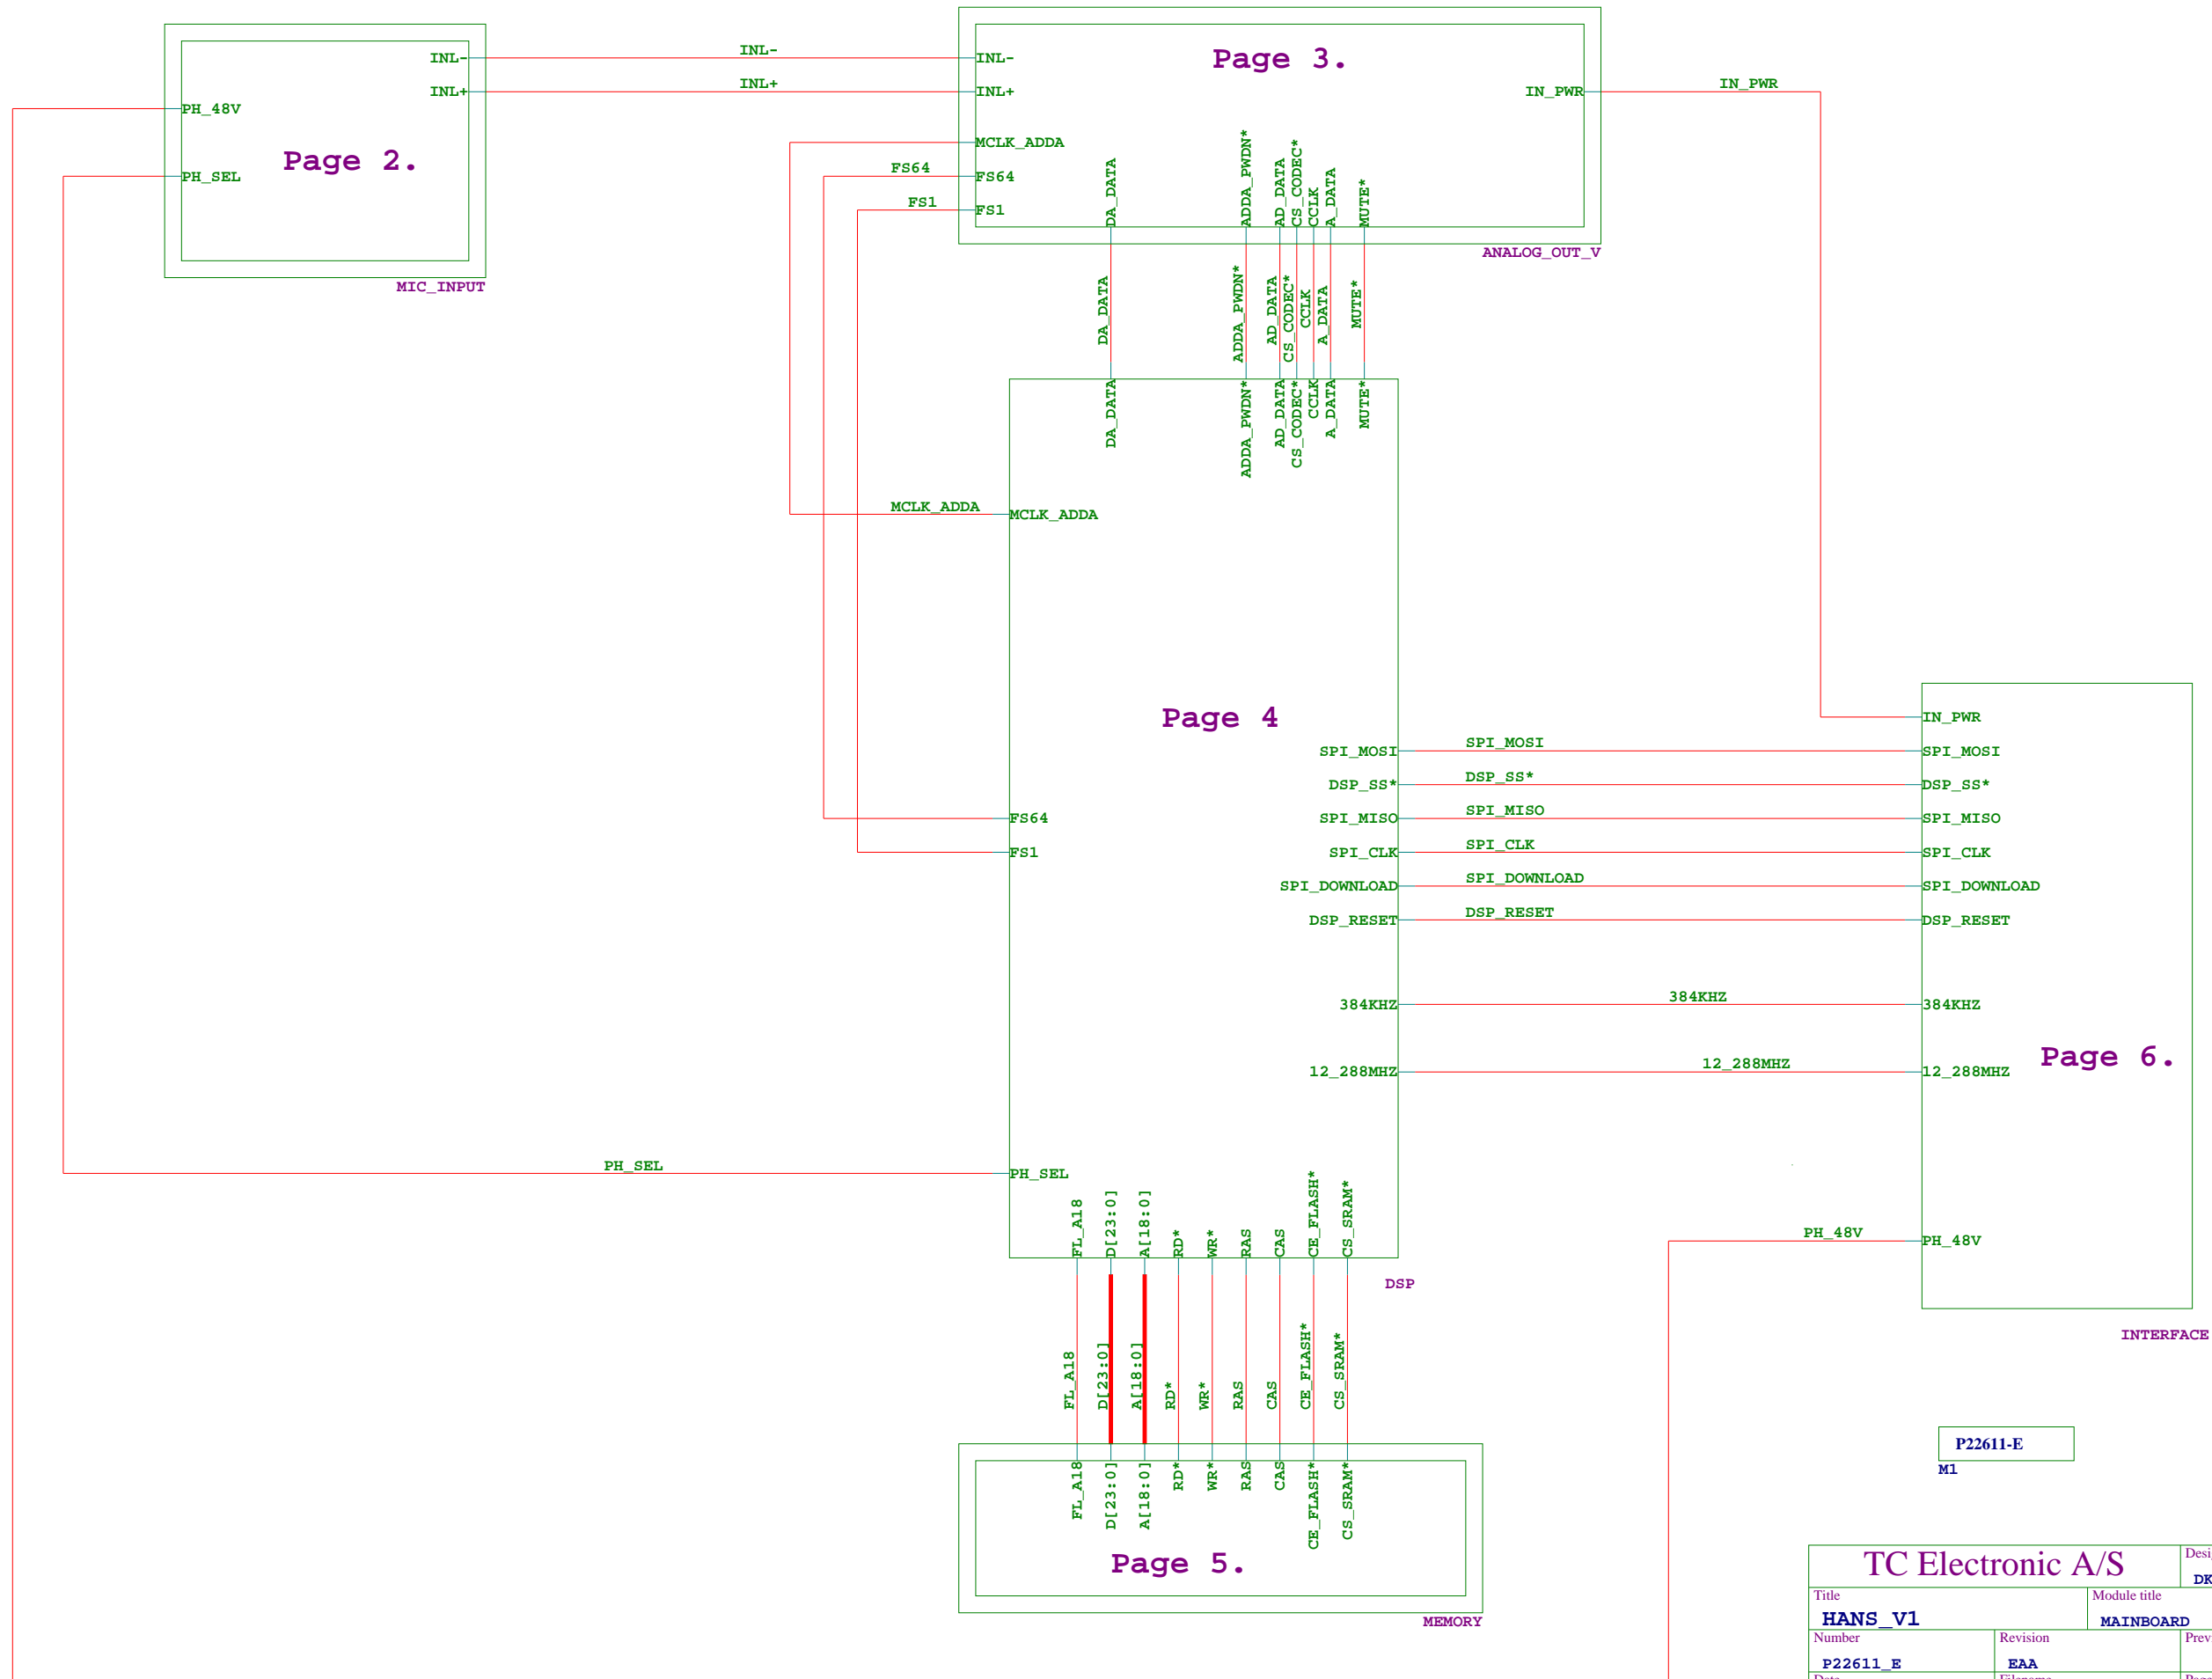 INL-
INL+
PH_48V
Page 2.
PH_SEL
MIC_INPUT
INL-
INL+
Page 3.
INL-
INL+
MCLK_ADDA
FS64
FS64
FS1
FS1
IN_PWR
IN_PWR
DA_DATA
ADDA_PWDN*
AD_DATA
CS_CODEC*
CCLK
A_DATA
MUTE*
ANALOG_OUT_V
DA_DATA
ADDA_PWDN*
AD_DATA
CS_CODEC*
CCLK
A_DATA
MUTE*
DA_DATA
ADDA_PWDN*
AD_DATA
CS_CODEC*
CCLK
A_DATA
MUTE*
MCLK_ADDA
MCLK_ADDA
Page 4
IN_PWR
SPI_MOSI
SPI_MOSI
SPI_MOSI
DSP_SS*
DSP_SS*
DSP_SS*
FS64
SPI_MISO
SPI_MISO
SPI_MISO
FS1
SPI_CLK
SPI_CLK
SPI_CLK
SPI_DOWNLOAD
SPI_DOWNLOAD
SPI_DOWNLOAD
DSP_RESET
DSP_RESET
DSP_RESET
384KHZ
384KHZ
384KHZ
Page 6.
12_288MHZ
12_288MHZ
12_288MHZ
PH_SEL
PH_SEL
FL_A18
D[23:0]
A[18:0]
RD*
WR*
RAS
CAS
CE_FLASH*
CS_SRAM*
PH_48V
PH_48V
DSP
INTERFACE
FL_A18
D[23:0]
A[18:0]
RD*
WR*
RAS
CAS
CE_FLASH*
CS_SRAM*
FL_A18
D[23:0]
A[18:0]
RD*
WR*
RAS
CAS
CE_FLASH*
CS_SRAM*
Page 5.
MEMORY
P22611-E
M1
TC Electronic A/S
DK
Title
HANS_V1
Module title
MAINBOARD
Number
P22611_E
Revision
EAA